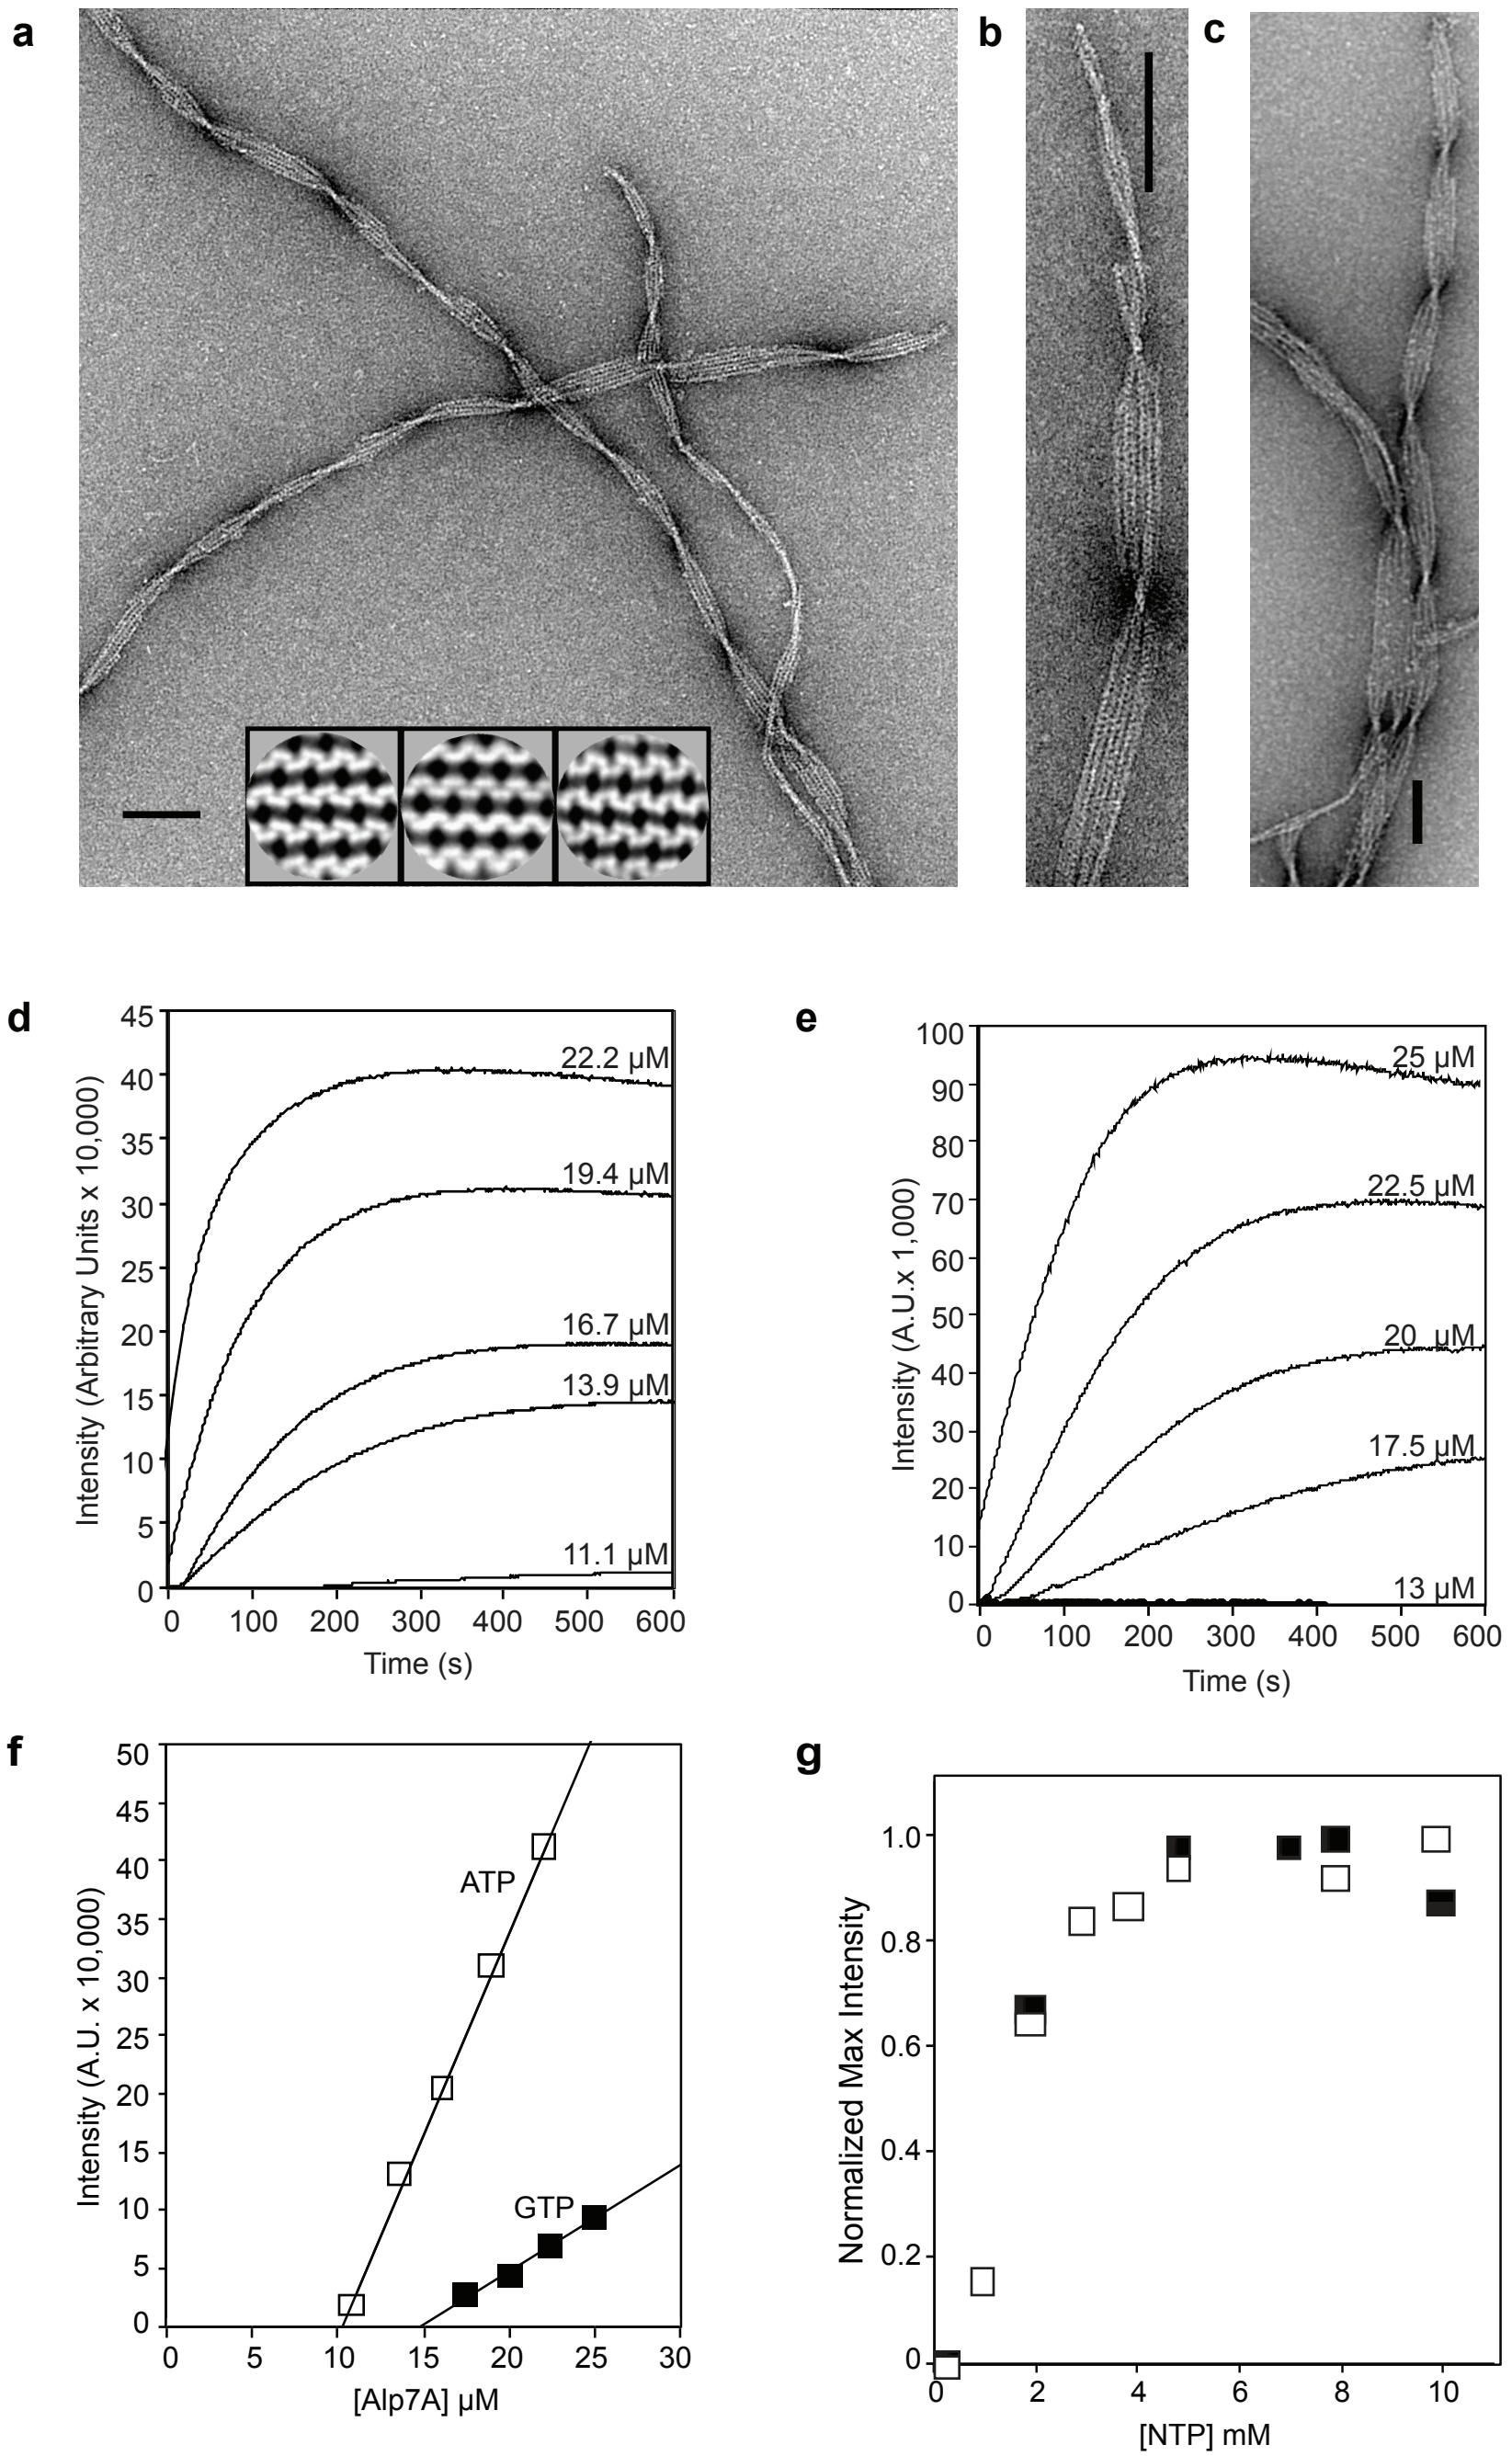 a
b
c
d
45
40
35
30
25
20
15
10
5
0
Intensity (Arbitrary Units x 10,000)
22.2 µM
19.4 µM
16.7 µM
13.9 µM
11.1 µM
0 100 200 300 400 500 600
Time (s)
e
100
90
80
70
60
50
40
30
20
10
0
Intensity (A.U.x 1,000)
25 µM
22.5 µM
20 µM
17.5 µM
13 µM
0 100 200 300 400 500 600
Time (s)
f
50
45
40
35
30
25
20
15
10
5
0
Intensity (A.U. x 10,000)
ATP
GTP
0 5 10 15 20 25 30
[Alp7A] µM
g
1.0
0.8
0.6
0.4
0.2
0
Normalized Max Intensity
0 2 4 6 8 10
[NTP] mM